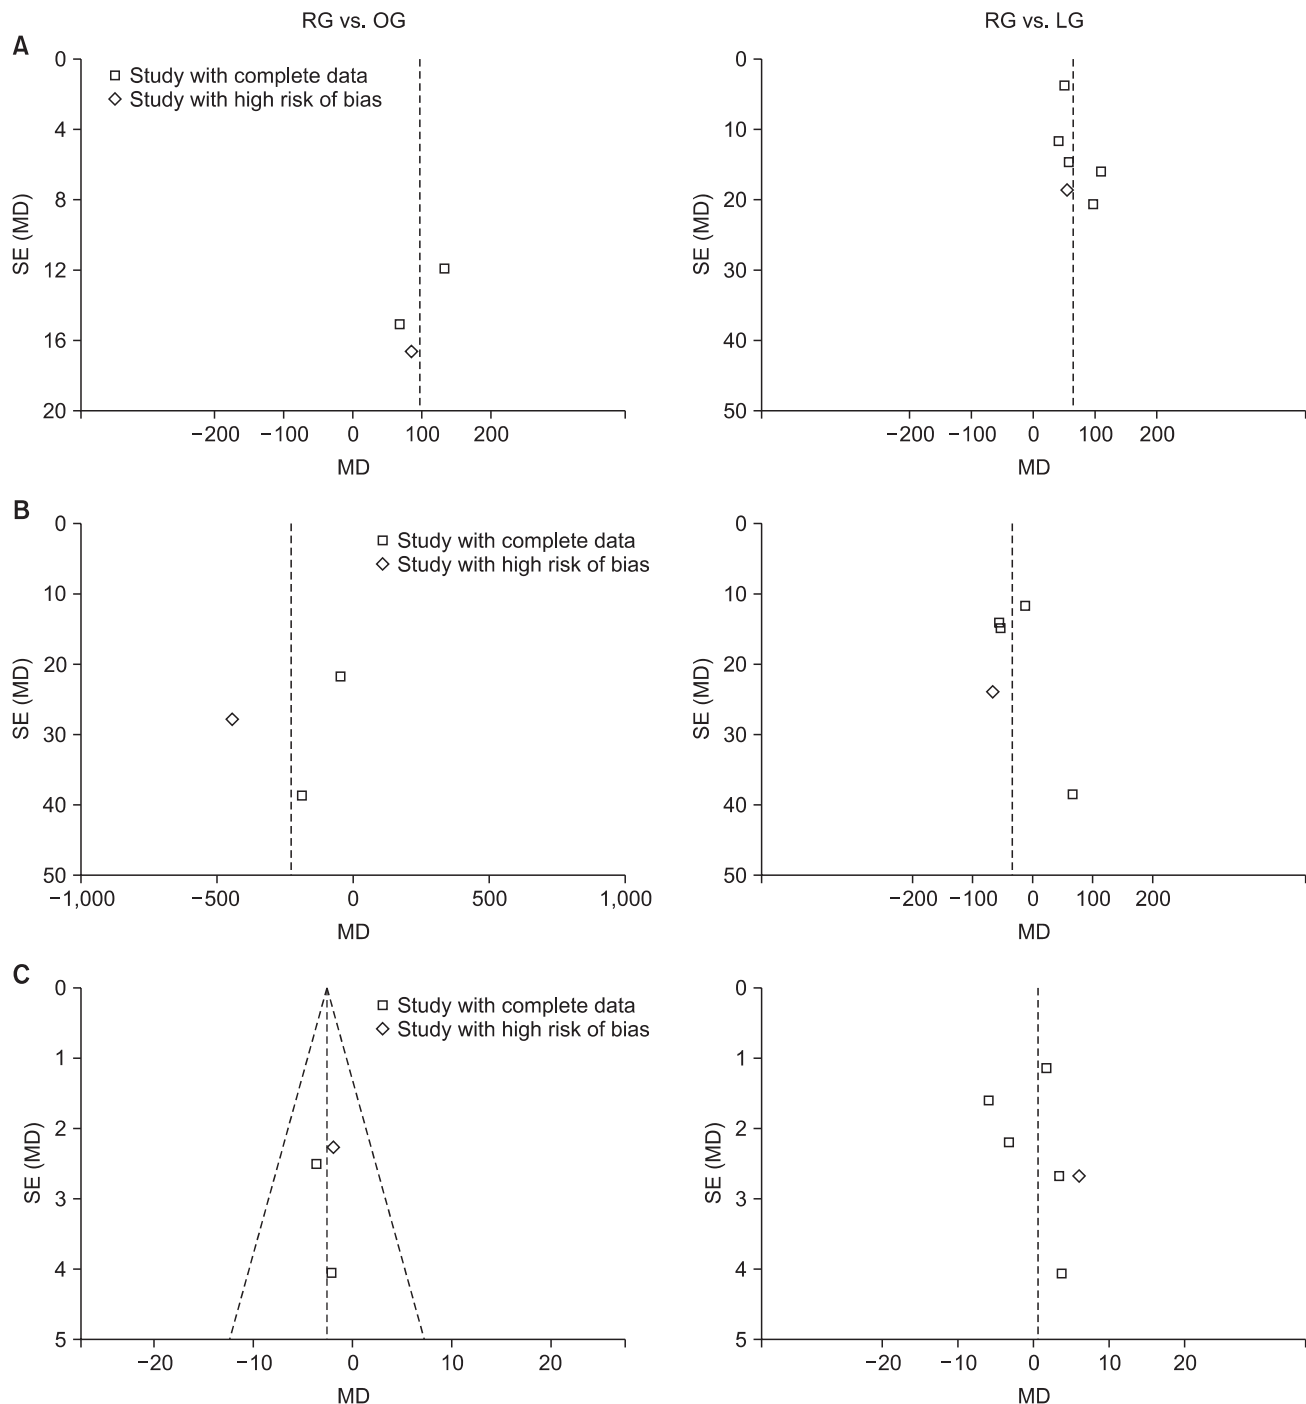 RG vs. OG
RG vs. LG
A
Study with complete data
Study with high risk of bias
0
4
8
12
16
20
SE (MD)
−200 −100 0 100 200
MD
0
10
20
30
40
50
SE (MD)
−200 −100 0 100 200
MD
B
Study with complete data
Study with high risk of bias
0
10
20
30
40
50
SE (MD)
−1,000 −500 0 500 1,000
MD
0
10
20
30
40
50
SE (MD)
−200 −100 0 100 200
MD
C
Study with complete data
Study with high risk of bias
0
1
2
3
4
5
SE (MD)
−20 −10 0 10 20
MD
0
1
2
3
4
5
SE (MD)
−20 −10 0 10 20
MD